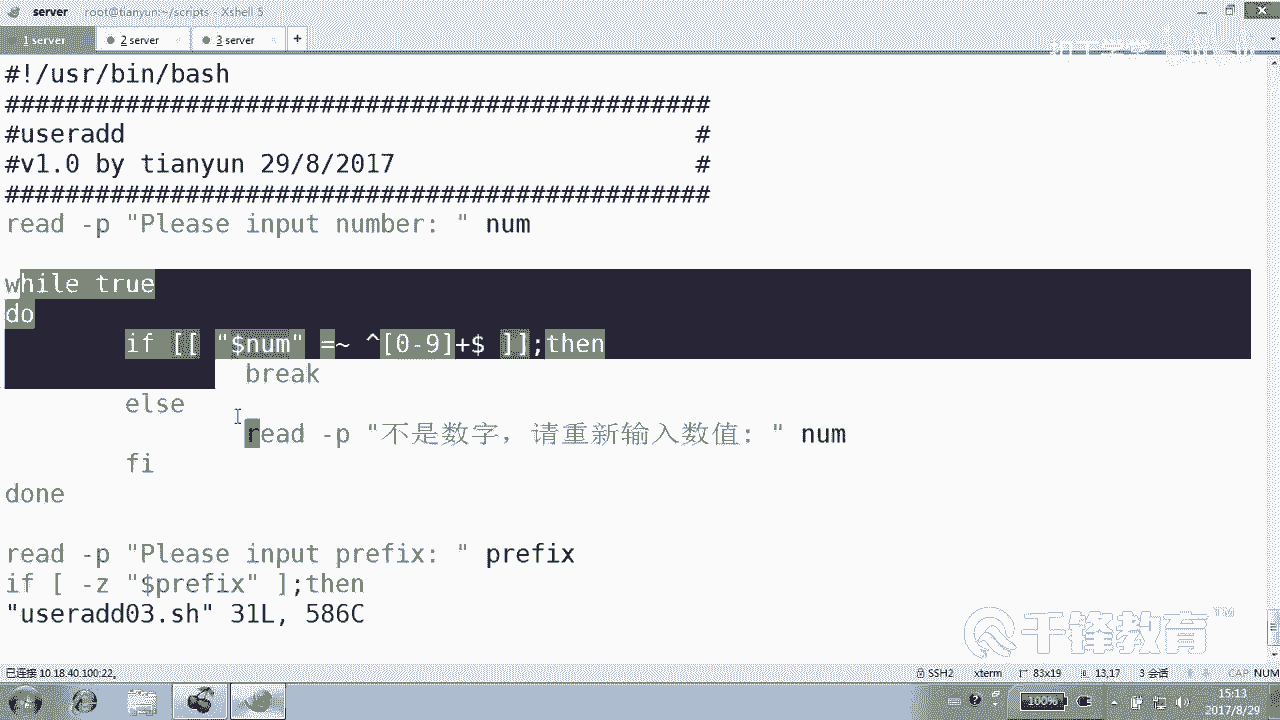 server root@tianyun:~/scripts - Xshell 5
1 server 2 server 3 server +
#!/usr/bin/bash
###############################################
#useradd #
#v1.0 by tianyun 29/8/2017 #
###############################################
read -p "Please input number: " num
while true
do
if [[ "$num" =~ ^[0-9]+$ ]];then
break
else
read -p "不是数字，请重新输入数值: " num
fi
done
read -p "Please input prefix: " prefix
if [ -z "$prefix" ];then
"useradd03.sh" 31L, 586C
千锋教育™
已连接 10.18.40.100:22。 SSH2 xterm 83x19 13,17 3 会话 CAP NUM
100% 15:13
2017/8/29